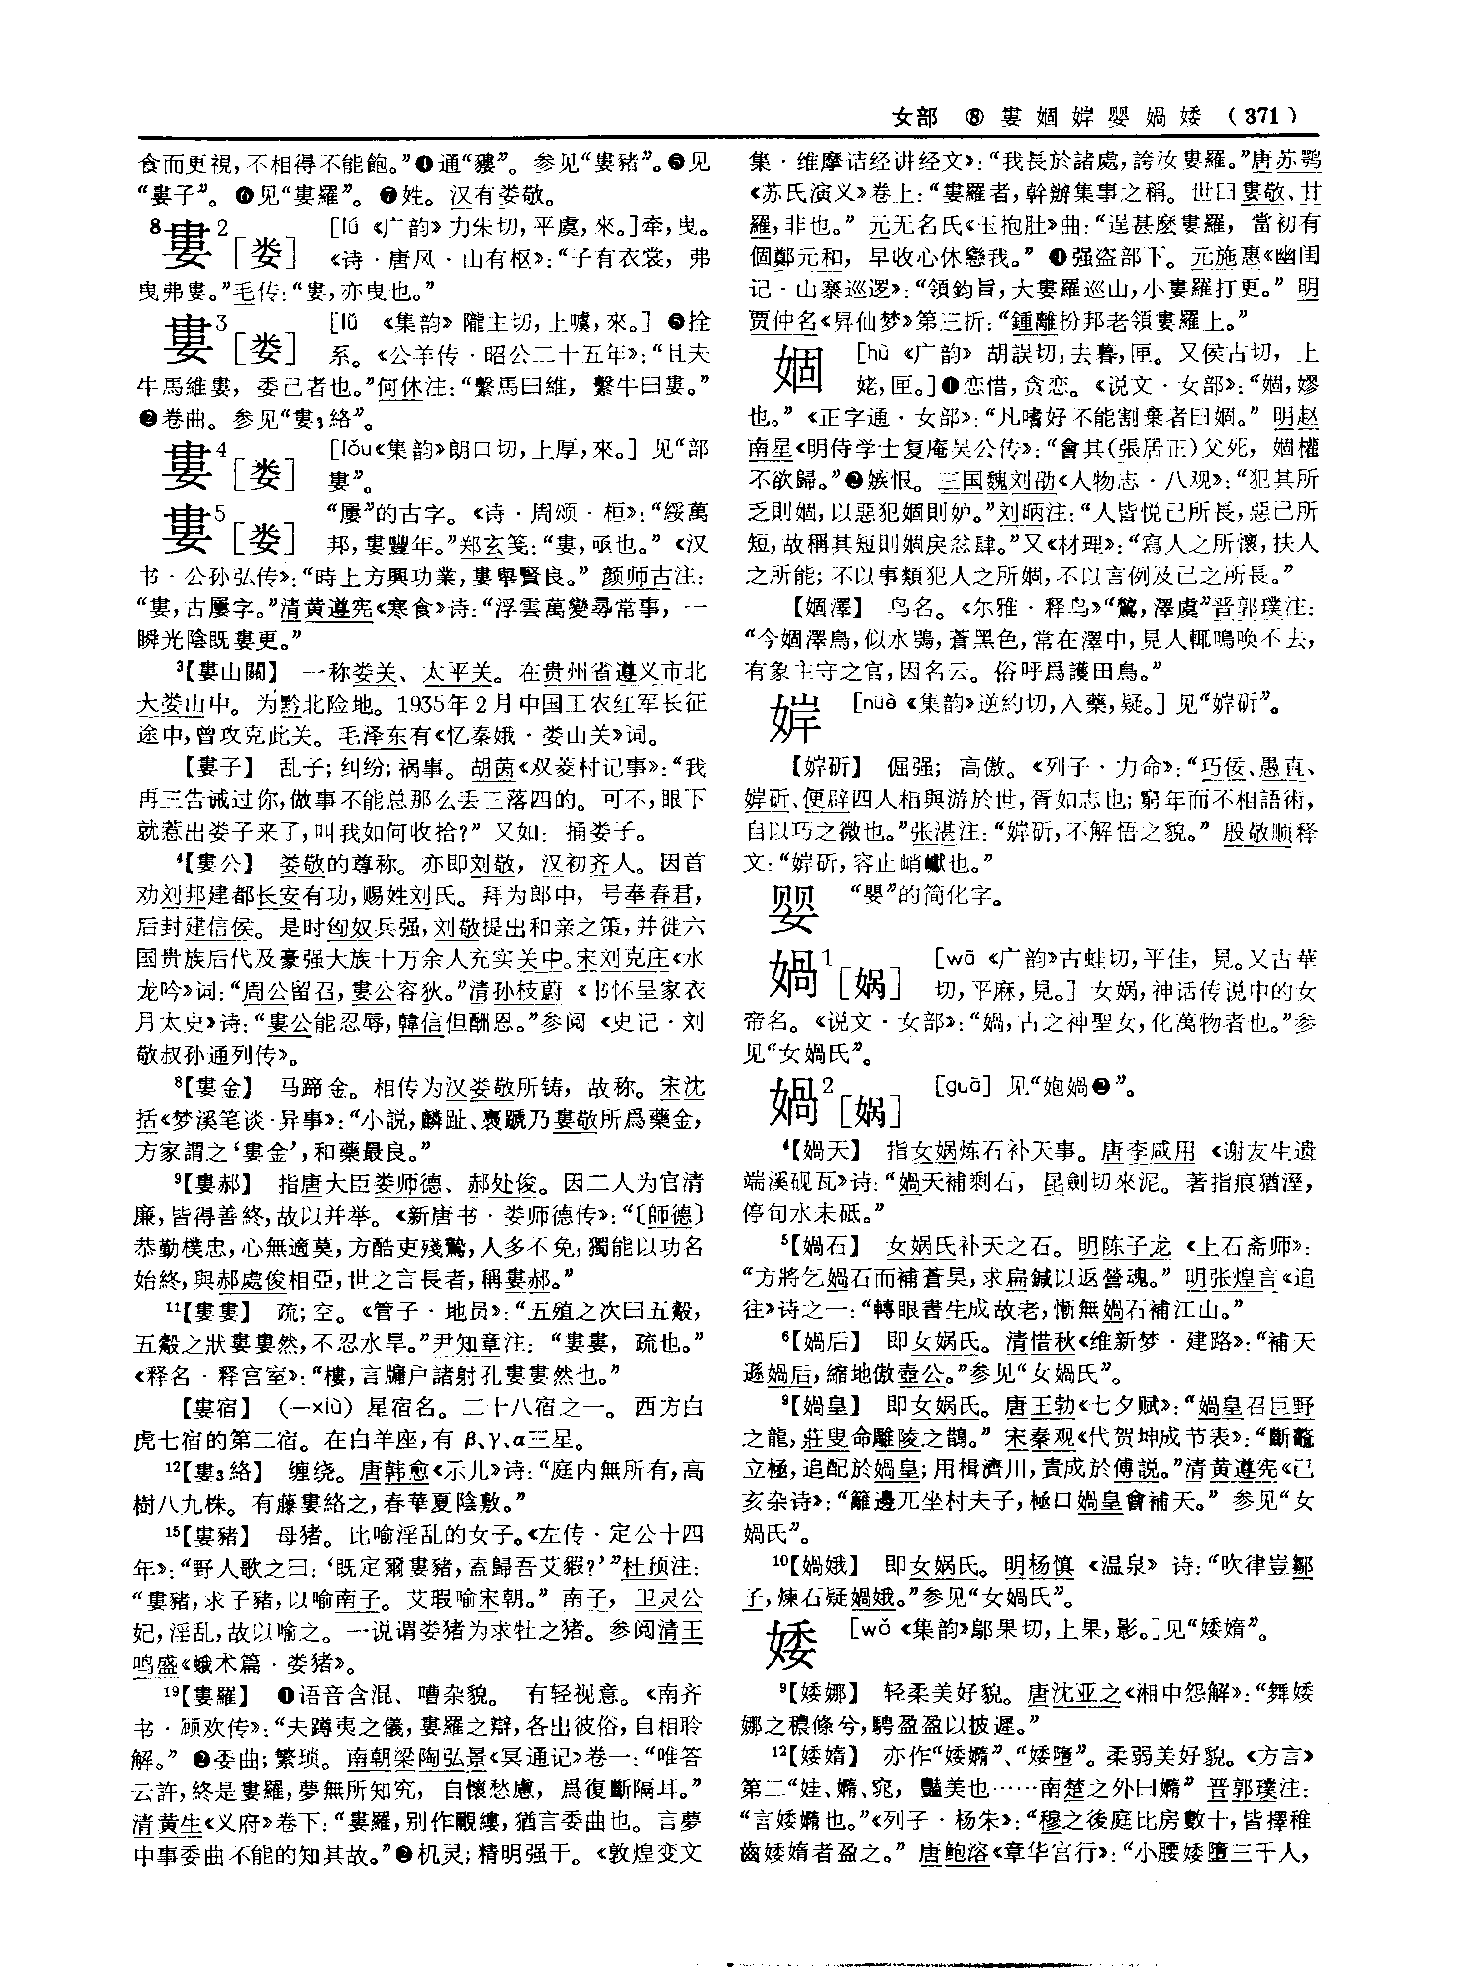 女部 ⑧ 婁婟婩婴媧婑 (371)
食而更視，不相得不能飽。”❹通“貗”。参见“婁豬”。❺见
“婁子”。❻见“婁羅”。❼姓。汉有娄敬。
8婁2［娄］ [lú 《广韵》力朱切，平虞，來。]牵，曳。
《诗·唐风·山有枢》：“子有衣裳，弗
曳弗婁。”毛传：“婁，亦曳也。”
婁3［娄］ [lǚ 《集韵》隴主切，上噳，來。] ❺拴
系。《公羊传·昭公二十五年》：“且夫
牛馬維婁，委己者也。”何休注：“繫馬曰維，繫牛曰婁。”
❷卷曲。参见“婁3絡”。
婁4［娄］ [lǒu《集韵》朗口切，上厚，來。] 见“部
婁”。
婁5［娄］ “屢”的古字。《诗·周颂·桓》：“綏萬
邦，婁豐年。”郑玄笺：“婁，亟也。”《汉
书·公孙弘传》：“時上方興功業，婁舉賢良。”颜师古注：
“婁，古屢字。”清黄遵宪《寒食》诗：“浮雲萬變尋常事，一
瞬光陰既婁更。”
3【婁山關】 一称娄关、太平关。在贵州省遵义市北
大娄山中。为黔北险地。1935年2月中国工农红军长征
途中，曾攻克此关。毛泽东有《忆秦娥·娄山关》词。
【婁子】 乱子；纠纷；祸事。胡茵《双菱村记事》：“我
再三告诫过你，做事不能总那么丢三落四的。可不，眼下
就惹出娄子来了，叫我如何收拾？”又如：捅娄子。
4【婁公】 娄敬的尊称。亦即刘敬，汉初齐人。因首
劝刘邦建都长安有功，赐姓刘氏。拜为郎中，号奉春君，
后封建信侯。是时匈奴兵强，刘敬提出和亲之策，并徙六
国贵族后代及豪强大族十万余人充实关中。宋刘克庄《水
龙吟》词：“周公留召，婁公容狄。”清孙枝蔚《书怀呈家衣
月太史》诗：“婁公能忍辱，韓信但酬恩。”参阅《史记·刘
敬叔孙通列传》。
8【婁金】 马蹄金。相传为汉娄敬所铸，故称。宋沈
括《梦溪笔谈·异事》：“小説，麟趾、褭蹏乃婁敬所爲藥金，
方家謂之‘婁金’，和藥最良。”
9【婁郝】 指唐大臣娄师德、郝处俊。因二人为官清
廉，皆得善終，故以并举。《新唐书·娄师德传》：“〔師德〕
恭勤樸忠，心無適莫，方酷吏殘鷙，人多不免，獨能以功名
始終，與郝處俊相亞，世之言長者，稱婁郝。”
11【婁婁】 疏；空。《管子·地员》：“五殖之次曰五觳，
五觳之狀婁婁然，不忍水旱。”尹知章注：“婁婁，疏也。”
《释名·释宫室》：“樓，言牖户諸射孔婁婁然也。”
【婁宿】 （一xiù）星宿名。二十八宿之一。西方白
虎七宿的第二宿。在白羊座，有β、γ、α三星。
12【婁3絡】 缠绕。唐韩愈《示儿》诗：“庭内無所有，高
樹八九株。有藤婁絡之，春華夏陰敷。”
15【婁豬】 母猪。比喻淫乱的女子。《左传·定公十四
年》：“野人歌之曰：‘既定爾婁豬，盍歸吾艾豭？’”杜预注：
“婁豬，求子豬，以喻南子。艾豭喻宋朝。”南子，卫灵公
妃，淫乱，故以喻之。一说谓娄猪为求牡之猪。参阅清王
鸣盛《蛾术篇·娄猪》。
19【婁羅】 ❶语音含混、嘈杂貌。有轻视意。《南齐
书·顾欢传》：“夫蹲夷之儀，婁羅之辯，各出彼俗，自相聆
解。”❷委曲；繁琐。南朝梁陶弘景《冥通记》卷一：“唯答
云許，終是婁羅，夢無所知究，自懷愁慮，爲復斷隔耳。”
清黄生《义府》卷下：“婁羅，别作覼縷，猶言委曲也。言夢
中事委曲不能的知其故。”❸机灵；精明强干。《敦煌变文
集·维摩诘经讲经文》：“我長於諸處，誇汝婁羅。”唐苏鹗
《苏氏演义》卷上：“婁羅者，幹辦集事之稱。世曰婁敬、甘
羅，非也。”元无名氏《玉抱肚》曲：“逞甚麽婁羅，當初有
個鄭元和，早收心休戀我。”❹强盗部下。元施惠《幽闺
记·山寨巡逻》：“領鈞旨，大婁羅巡山，小婁羅打更。”明
贾仲名《昇仙梦》第三折：“鍾離扮邦老領婁羅上。”
婟 [hù 《广韵》胡誤切，去暮，匣。又侯古切，上
姥，匣。]❶恋惜，贪恋。《说文·女部》：“婟，嫪
也。”《正字通·女部》：“凡嗜好不能割棄者曰婟。”明赵
南星《明侍学士复庵吴公传》：“會其(張居正)父死，婟權
不欲歸。”❷嫉恨。三国魏刘劭《人物志·八观》：“犯其所
乏則婟，以惡犯婟則妒。”刘昞注：“人皆悦己所長，惡己所
短，故稱其短則婟戾忿肆。”又《材理》：“寫人之所懷，扶人
之所能；不以事類犯人之所婟，不以言例及己之所長。”
【婟澤】 鸟名。《尔雅·释鸟》“鶭，澤虞”晋郭璞注：
“今婟澤鳥，似水鴞，蒼黑色，常在澤中，見人輒鳴唤不去，
有象主守之官，因名云。俗呼爲護田鳥。”
婩 [nüè 《集韵》逆約切，入藥，疑。] 见“婩斫”。
【婩斫】 倔强；高傲。《列子·力命》：“巧佞、愚直、
婩斫、便辟四人相與游於世，胥如志也；窮年而不相語術，
自以巧之微也。”张湛注：“婩斫，不解悟之貌。”殷敬顺释
文：“婩斫，容止峭巘也。”
婴 “嬰”的简化字。
媧1［娲］ [wā 《广韵》古蛙切，平佳，見。又古華
切，平麻，見。] 女娲，神话传说中的女
帝名。《说文·女部》：“媧，古之神聖女，化萬物者也。”参
见“女媧氏”。
媧2［娲］ [guā] 见“她媧❷”。
4【媧天】 指女娲炼石补天事。唐李咸用《谢友生遗
端溪砚瓦》诗：“媧天補剩石，昆劍切來泥。著指痕猶溼，
停旬水未砥。”
5【媧石】 女娲氏补天之石。明陈子龙《上石斋师》：
“方將乞媧石而補蒼昊，求扁鍼以返營魂。”明张煌言《追
往》诗之一：“轉眼耆生成故老，慚無媧石補江山。”
6【媧后】 即女娲氏。清惜秋《维新梦·建路》：“補天
遜媧后，縮地傲壺公。”参见“女媧氏”。
9【媧皇】 即女娲氏。唐王勃《七夕赋》：“媧皇召巨野
之龍，莊叟命雕陵之鵲。”宋秦观《代贺坤成节表》：“斷鼇
立極，追配於媧皇；用楫濟川，責成於傅説。”清黄遵宪《己
亥杂诗》：“籬邊兀坐村夫子，極口媧皇會補天。”参见“女
媧氏”。
10【媧娥】 即女娲氏。明杨慎《温泉》诗：“吹律豈鄒
子，煉石疑媧娥。”参见“女媧氏”。
婑 [wǒ 《集韵》鄔果切，上果，影。]见“婑媠”。
9【婑娜】 轻柔美好貌。唐沈亚之《湘中怨解》：“舞婑
娜之穠條兮，騁盈盈以披遲。”
12【婑媠】 亦作“婑嫷”、“婑墮”。柔弱美好貌。《方言》
第二“娃、嫷、窕，豔美也……南楚之外曰嫷”晋郭璞注：
“言婑嫷也。”《列子·杨朱》：“穆之後庭比房數十，皆擇稚
齒婑媠者盈之。”唐鲍溶《章华宫行》：“小腰婑墮三千人，